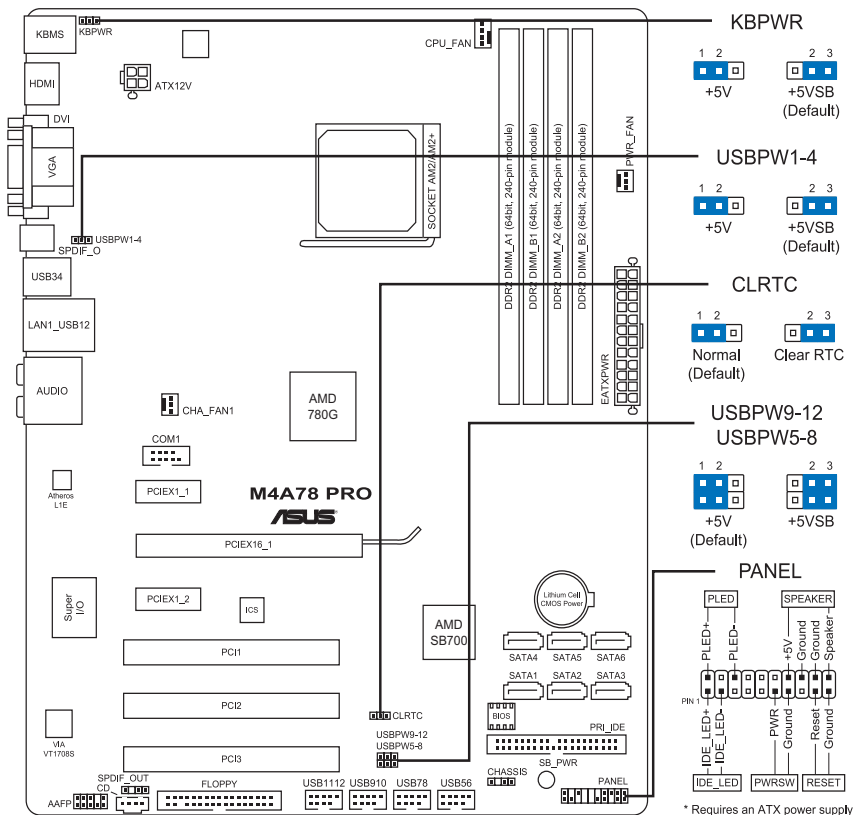 KBMS
KBPWR
CPU_FAN
KBPWR
1 2
2 3
+5V
+5VSB
(Default)
HDMI
ATX12V
DVI
VGA
SOCKET AM2/AM2+
DDR2 DIMM_A1 (64bit, 240-pin module)
DDR2 DIMM_B1 (64bit, 240-pin module)
DDR2 DIMM_A2 (64bit, 240-pin module)
DDR2 DIMM_B2 (64bit, 240-pin module)
PWR_FAN
USBPW1-4
1 2
2 3
+5V
+5VSB
(Default)
USBPW1-4
SPDIF_O
USB34
LAN1_USB12
AUDIO
EATXPWR
CLRTC
1 2
2 3
Normal
(Default)
Clear RTC
CHA_FAN1
AMD
780G
COM1
USBPW9-12
USBPW5-8
1 2
2 3
+5V
(Default)
+5VSB
Atheros
L1E
PCIEX1_1
M4A78 PRO
ASUS
PCIEX16_1
Super
I/O
PCIEX1_2
ICS
AMD
SB700
Lithium Cell
CMOS Power
SATA4
SATA5
SATA6
SATA1
SATA2
SATA3
PCI1
PCI2
PCI3
CLRTC
BIOS
PRI_IDE
VIA
VT1708S
USBPW9-12
USBPW5-8
SB_PWR
CHASSIS
PANEL
SPDIF_OUT
CD
AAFP
FLOPPY
USB1112
USB910
USB78
USB56
PANEL
PLED
SPEAKER
PLED+
PLED-
+5V
Ground
Ground
Speaker
PIN 1
IDE_LED+
IDE_LED-
PWR
Ground
Reset
Ground
IDE_LED
PWRSW
RESET
* Requires an ATX power supply